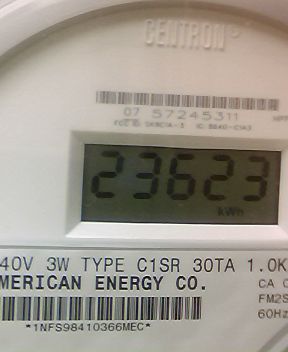 CENTRON®
07 57245311
23623
kWh
40V 3W TYPE C1SR 30TA 1.0K
MERICAN ENERGY CO.
CA 
FM2S
60Hz
*1NFS98410366MEC*